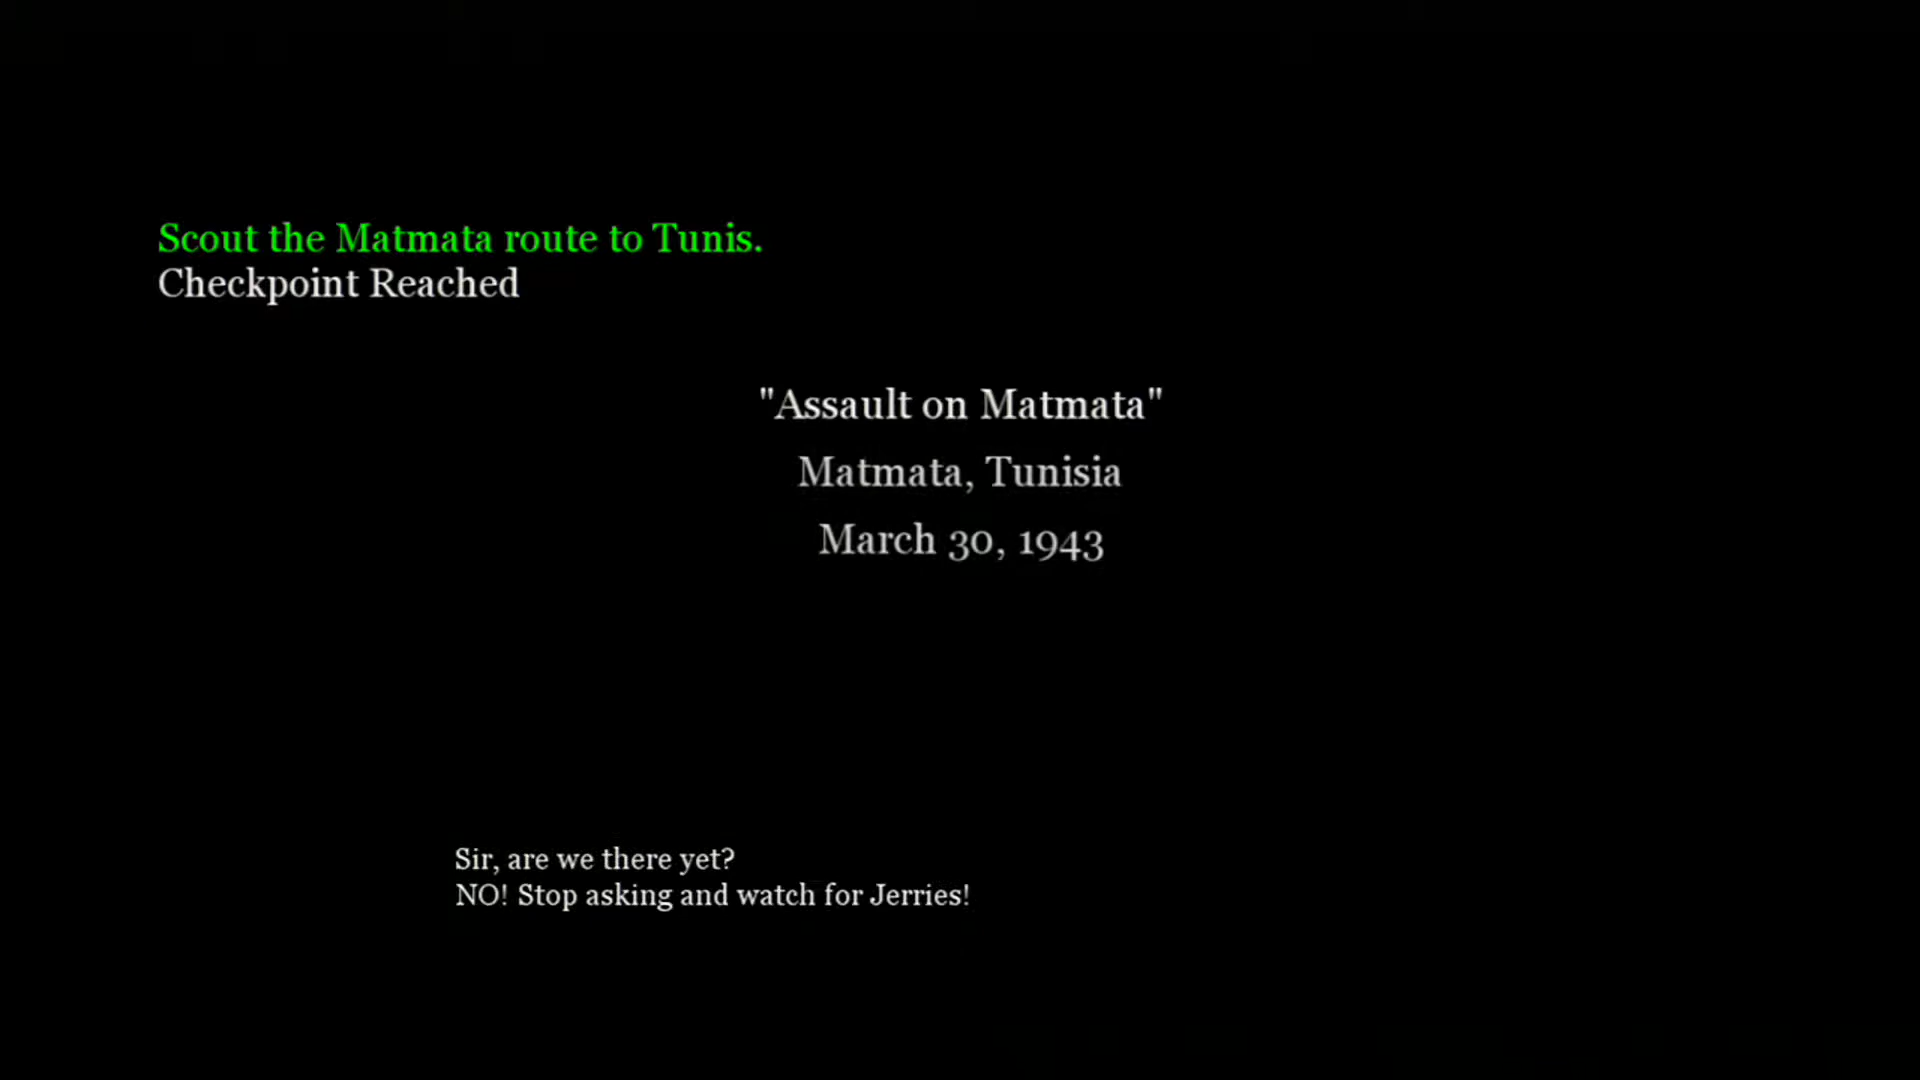 Scout the Matmata route to Tunis.
Checkpoint Reached
"Assault on Matmata"
Matmata, Tunisia
March 30, 1943
Sir, are we there yet?
NO! Stop asking and watch for Jerries!